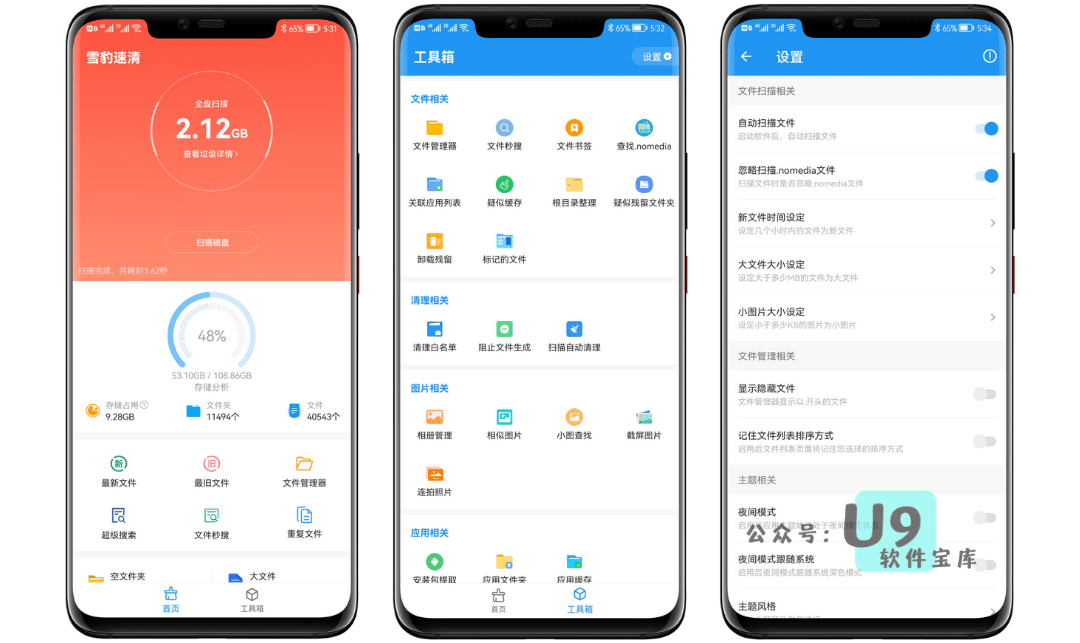 65% 5:31
雪豹速清
全盘扫描
2.12GB
查看垃圾详情>
扫描磁盘
扫描完成，共耗时3.62秒
48%
53.10GB / 108.86GB
存储分析
存储占用
9.28GB
文件夹
11494个
文件
40543个
新
最新文件
旧
最旧文件
文件管理器
超级搜索
文件秒搜
重复文件
空文件夹
大文件
首页
工具箱
65% 5:32
工具箱
设置
文件相关
文件管理器
文件秒搜
文件书签
查找.nomedia
关联应用列表
疑似缓存
根目录整理
疑似残留文件夹
卸载残留
标记的文件
清理相关
清理白名单
阻止文件生成
扫描自动清理
图片相关
相册管理
相似图片
小图查找
截屏图片
连拍照片
应用相关
安装包提取
应用文件夹
应用缓存
首页
工具箱
65% 5:34
设置
文件扫描相关
自动扫描文件
启动软件后，自动扫描文件
忽略扫描.nomedia文件
扫描文件时是否忽略.nomedia文件
新文件时间设定
设定几个小时内的文件为新文件
大文件大小设定
设定大于多少MB的文件为大文件
小图片大小设定
设定小于多少KB的图片为小图片
文件管理相关
显示隐藏文件
文件管理器显示以.开头的文件
记住文件列表排序方式
启用后文件列表页面将记住您选择的排序方式
主题相关
夜间模式
夜间模式跟随系统
启用后夜间模式跟随系统深色模式
主题风格
公众号：U9
软件宝库